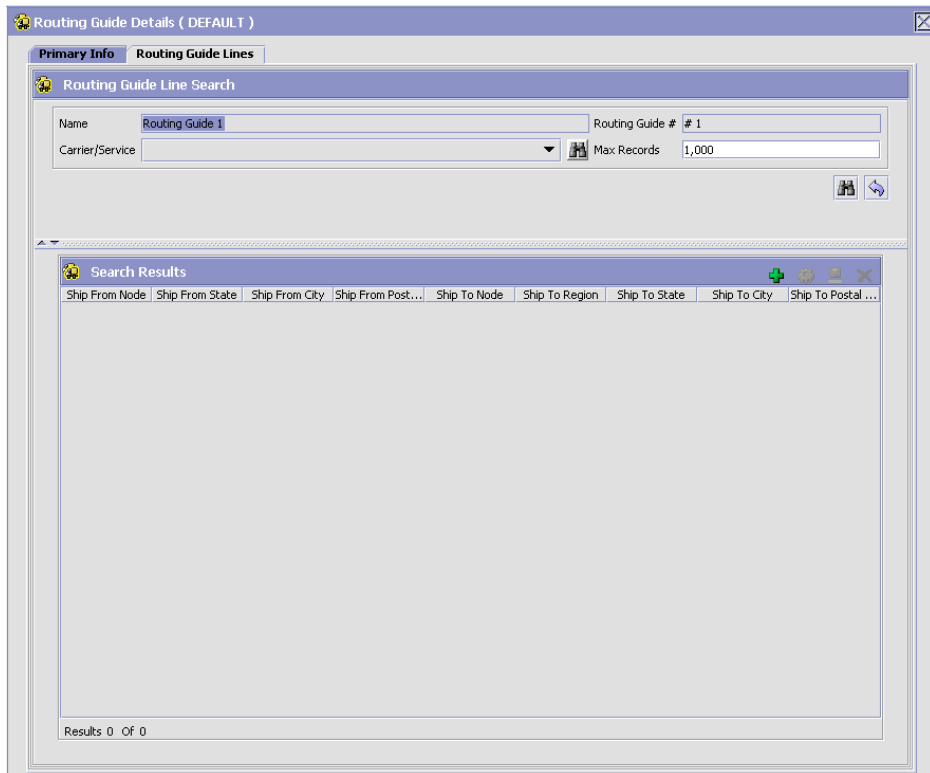 Routing Guide Details ( DEFAULT )
Primary Info Routing Guide Lines
Routing Guide Line Search
Name Routing Guide 1 Routing Guide # # 1
Carrier/Service Max Records 1,000
Search Results
Ship From Node Ship From State Ship From City Ship From Post... Ship To Node Ship To Region Ship To State Ship To City Ship To Postal ...
Results 0 Of 0